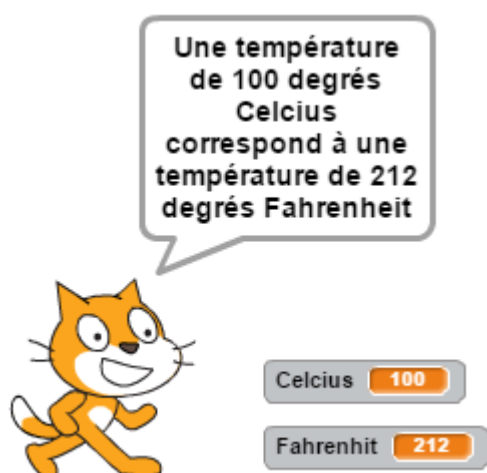 Une température
de 100 degrés
Celcius
correspond à une
température de 212
degrés Fahrenheit
Celcius 100
Fahrenhit 212